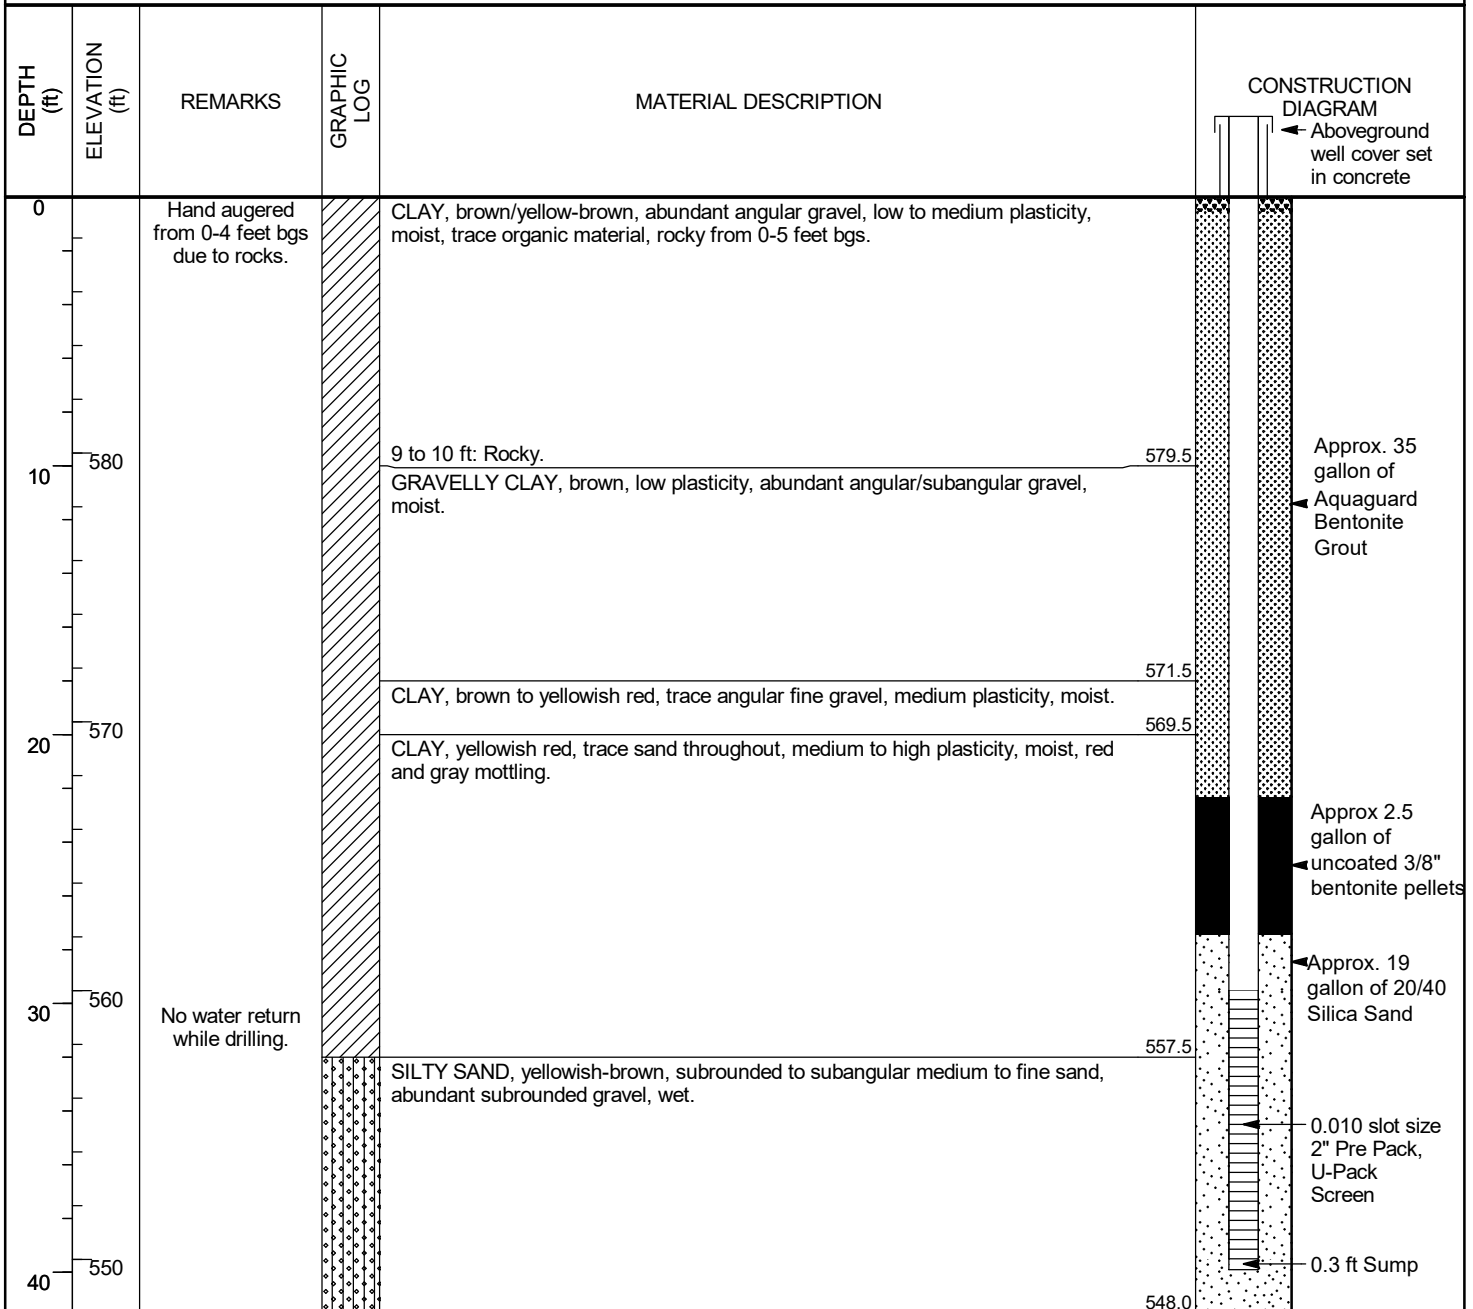 DEPTH
(ft)
ELEVATION
(ft)
REMARKS
GRAPHIC
LOG
MATERIAL DESCRIPTION
CONSTRUCTION
DIAGRAM
Aboveground
well cover set
in concrete
0
Hand augered
from 0-4 feet bgs
due to rocks.
CLAY, brown/yellow-brown, abundant angular gravel, low to medium plasticity,
moist, trace organic material, rocky from 0-5 feet bgs.
9 to 10 ft: Rocky.
579.5
580
10
GRAVELLY CLAY, brown, low plasticity, abundant angular/subangular gravel,
moist.
Approx. 35
gallon of
Aquaguard
Bentonite
Grout
571.5
CLAY, brown to yellowish red, trace angular fine gravel, medium plasticity, moist.
569.5
570
20
CLAY, yellowish red, trace sand throughout, medium to high plasticity, moist, red
and gray mottling.
Approx 2.5
gallon of
uncoated 3/8"
bentonite pellets
Approx. 19
gallon of 20/40
Silica Sand
560
30
No water return
while drilling.
557.5
SILTY SAND, yellowish-brown, subrounded to subangular medium to fine sand,
abundant subrounded gravel, wet.
0.010 slot size
2" Pre Pack,
U-Pack
Screen
0.3 ft Sump
550
40
548.0